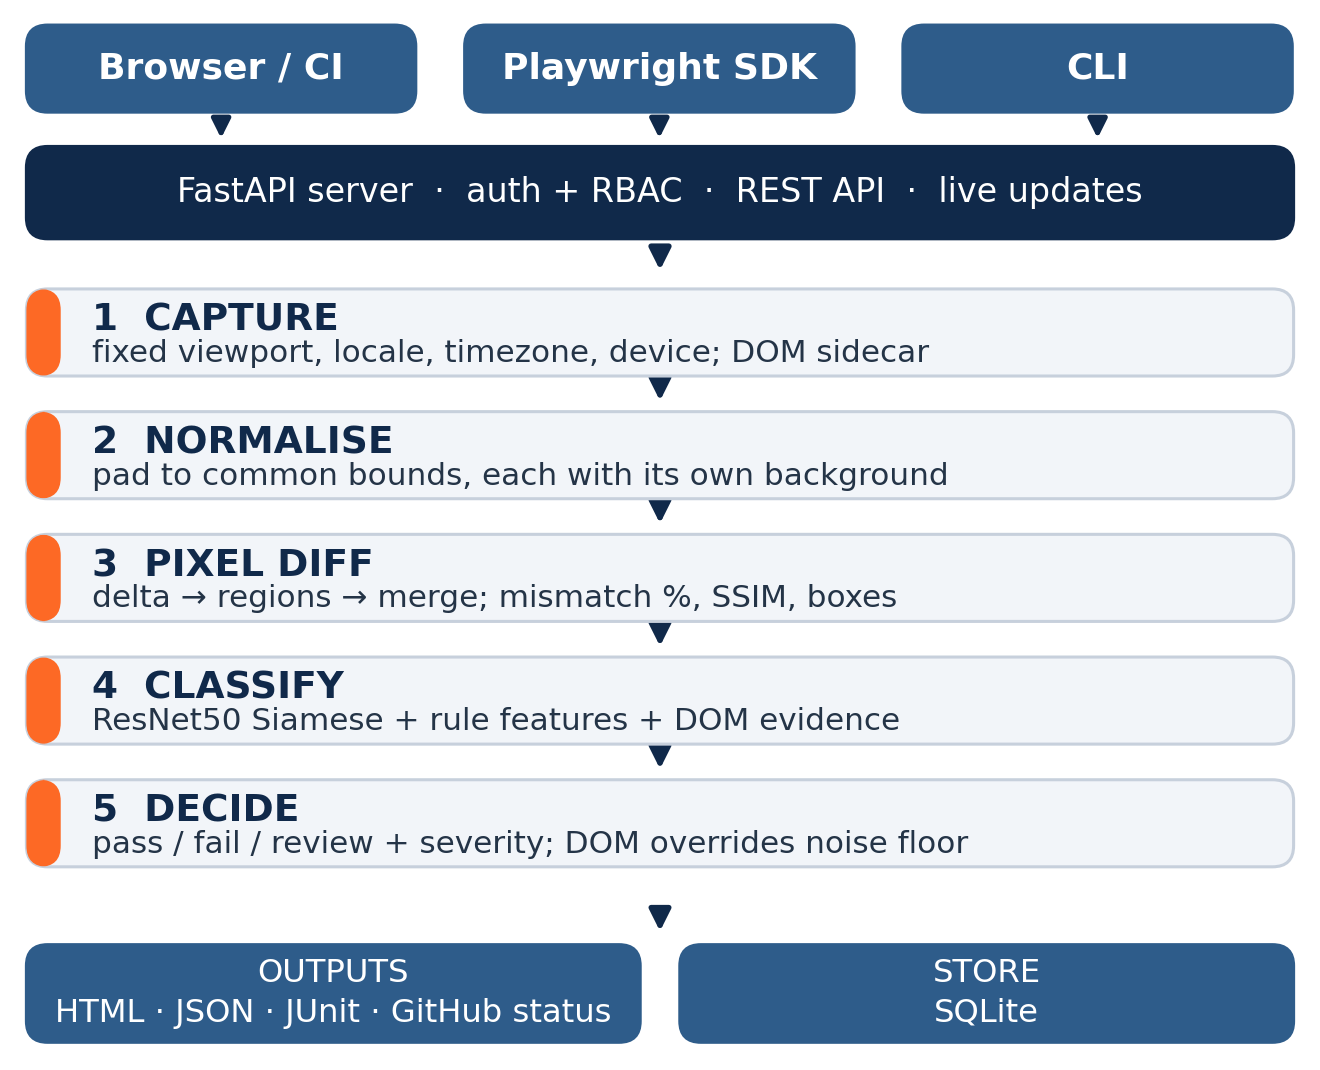 Browser / CI
Playwright SDK
CLI
FastAPI server · auth + RBAC · REST API · live updates
1 CAPTURE
fixed viewport, locale, timezone, device; DOM sidecar
2 NORMALISE
pad to common bounds, each with its own background
3 PIXEL DIFF
delta → regions → merge; mismatch %, SSIM, boxes
4 CLASSIFY
ResNet50 Siamese + rule features + DOM evidence
5 DECIDE
pass / fail / review + severity; DOM overrides noise floor
OUTPUTS
HTML · JSON · JUnit · GitHub status
STORE
SQLite